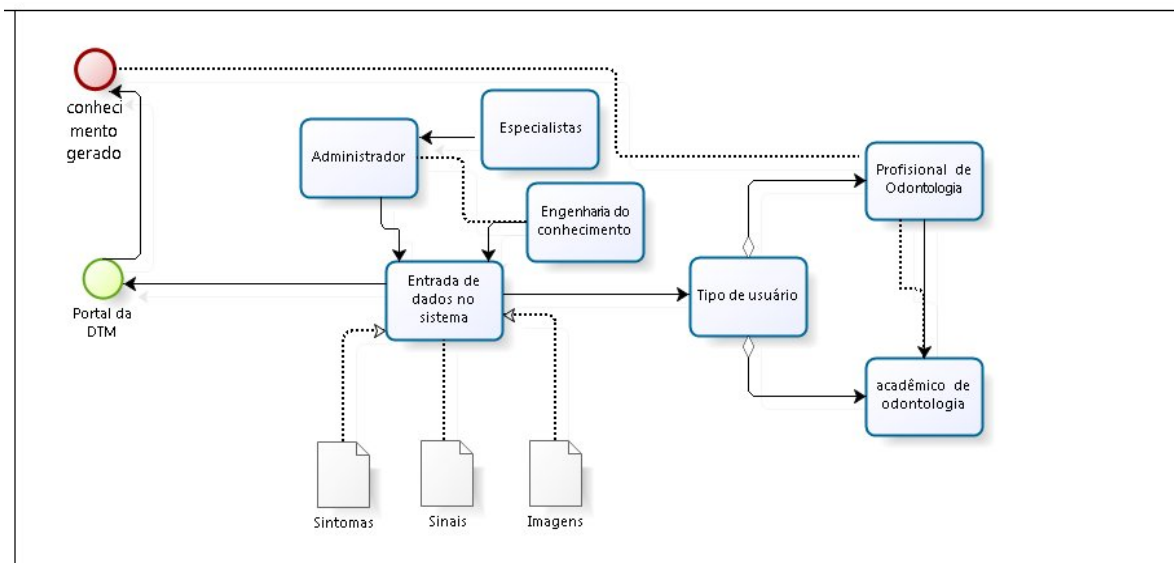 conheci
mento
gerado
Especialistas
Administrador
Profisional de
Odontologia
Engenharia do
conhecimento
Entrada de
dados no
sistema
Tipo de usuário
Portal da
DTM
acadêmico de
odontologia
Sintomas
Sinais
Imagens